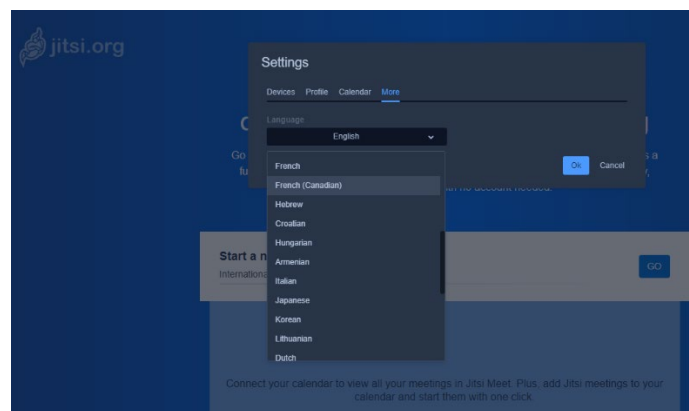 jitsi.org
Settings
Devices Profile Calendar More
Language
English
Go
s a
fu
French
Ok Cancel
French (Canadian)
no account needed.
Hebrew
Croatian
Hungarian
Start a n
Armenian
GO
Internationa
Italian
Japanese
Korean
Lithuanian
Dutch
Connect your calendar to view all your meetings in Jitsi Meet. Plus, add Jitsi meetings to your
calendar and start them with one click.